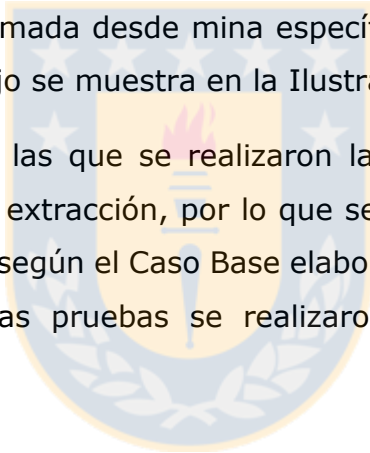 mada desde mina específ
jo se muestra en la Ilustra
las que se realizaron la
extracción, por lo que se
según el Caso Base elabo
as pruebas se realizaro